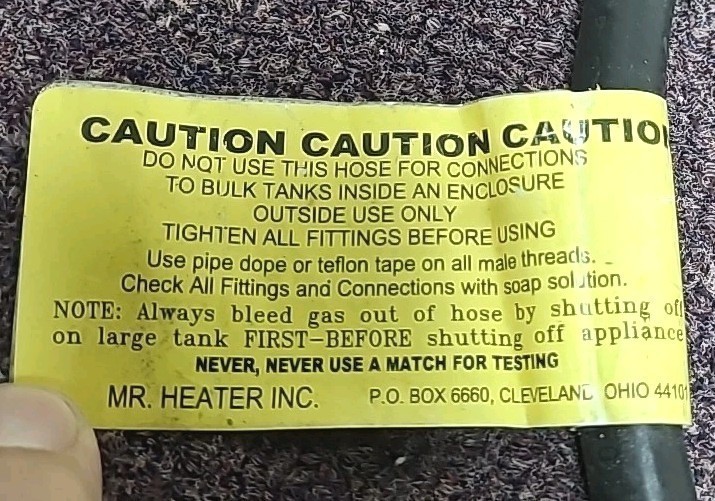 CAUTION CAUTION CAUTIO
DO NOT USE THIS HOSE FOR CONNECTIONS
TO BULK TANKS INSIDE AN ENCLOSURE
OUTSIDE USE ONLY
TIGHTEN ALL FITTINGS BEFORE USING
Use pipe dope or teflon tape on all male threads.
Check All Fittings and Connections with soap solution.
NOTE: Always bleed gas out of hose by shutting off
on large tank FIRST-BEFORE shutting off appliance
NEVER, NEVER USE A MATCH FOR TESTING
MR. HEATER INC. P.O. BOX 6660, CLEVELAND OHIO 44101